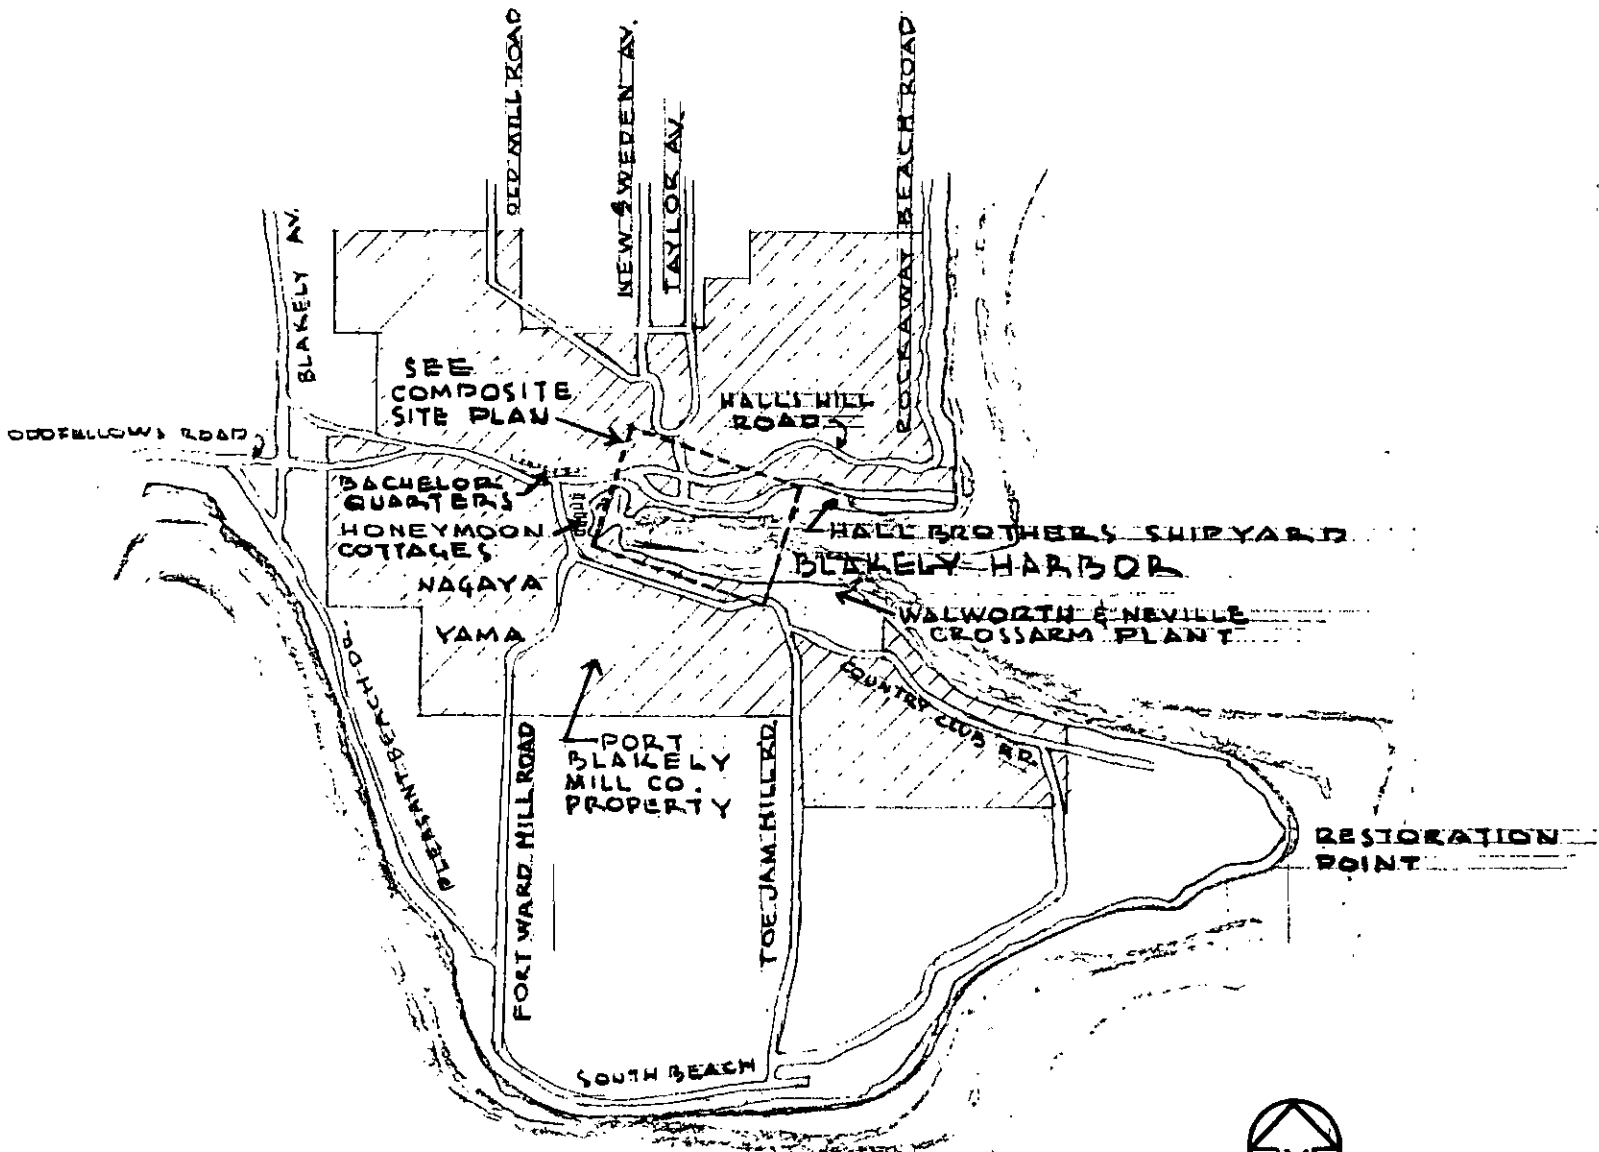 OLD MILL ROAD
NEW SWEDEN AV.
TAYLOR AV.
ROCKAWAY BEACH ROAD
BLAKELY AV.
SEE
COMPOSITE
SITE PLAN
HALLS HILL
ROAD
ODDFELLOWS ROAD
BACHELOR
QUARTERS
HONEYMOON
COTTAGES
HALL BROTHERS SHIPYARD
BLAKELY HARBOR
NAGAYA
WALWORTH & NEVILLE
CROSSARM PLANT
YAMA
COUNTRY CLUB RD.
PLEASANT BEACH DR.
PORT
BLAKELY
MILL CO.
PROPERTY
FORT WARD HILL ROAD
TOE JAM HILL RD.
RESTORATION
POINT
SOUTH BEACH